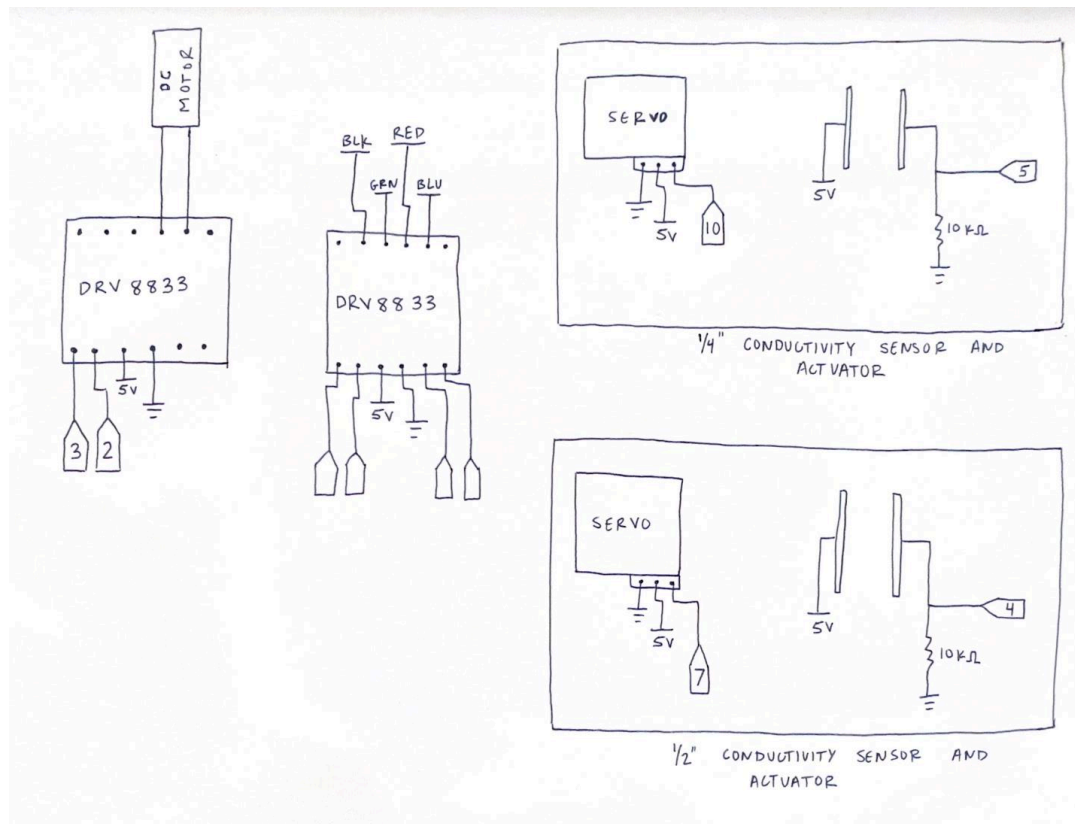 DC
MOTOR
DRV 8833
5V
3
2
BLK
RED
GRN
BLU
DRV 8833
5V
SERVO
5V
10
5V
5
10 KΩ
1/4" CONDUCTIVITY SENSOR AND
ACTUATOR
SERVO
5V
7
5V
4
10 KΩ
1/2" CONDUCTIVITY SENSOR AND
ACTUATOR